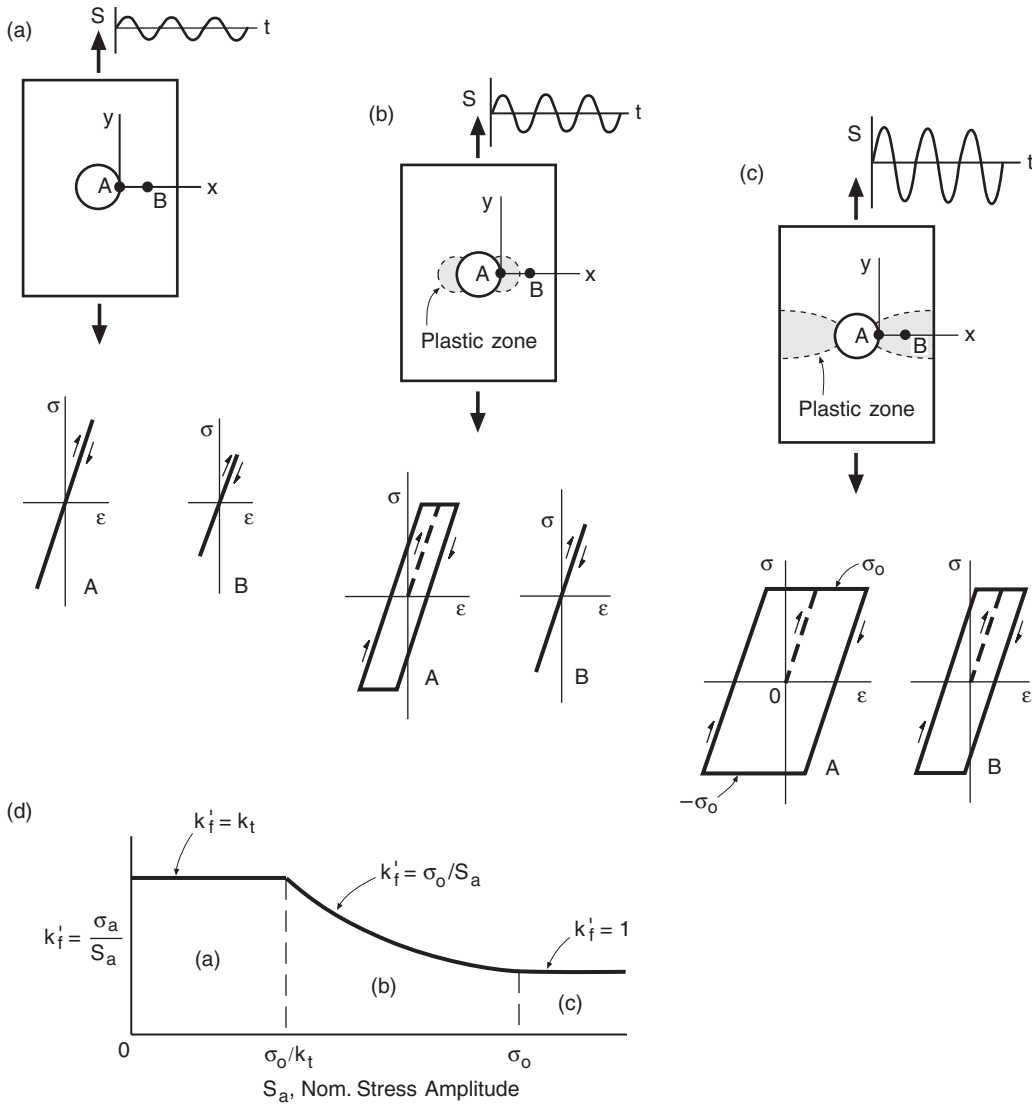 (a)
S
t
y
A
B
x
σ
ε
A
σ
ε
B
(b)
S
t
y
A
B
x
Plastic zone
σ
ε
A
σ
ε
B
(c)
S
t
y
A
B
x
Plastic zone
σ
σo
0
ε
A
−σo
σ
ε
B
(d)
k'f = kt
k'f = σo/Sa
k'f = 1
k'f = σa/Sa
(a)
(b)
(c)
0
σo/kt
σo
Sa, Nom. Stress Amplitude